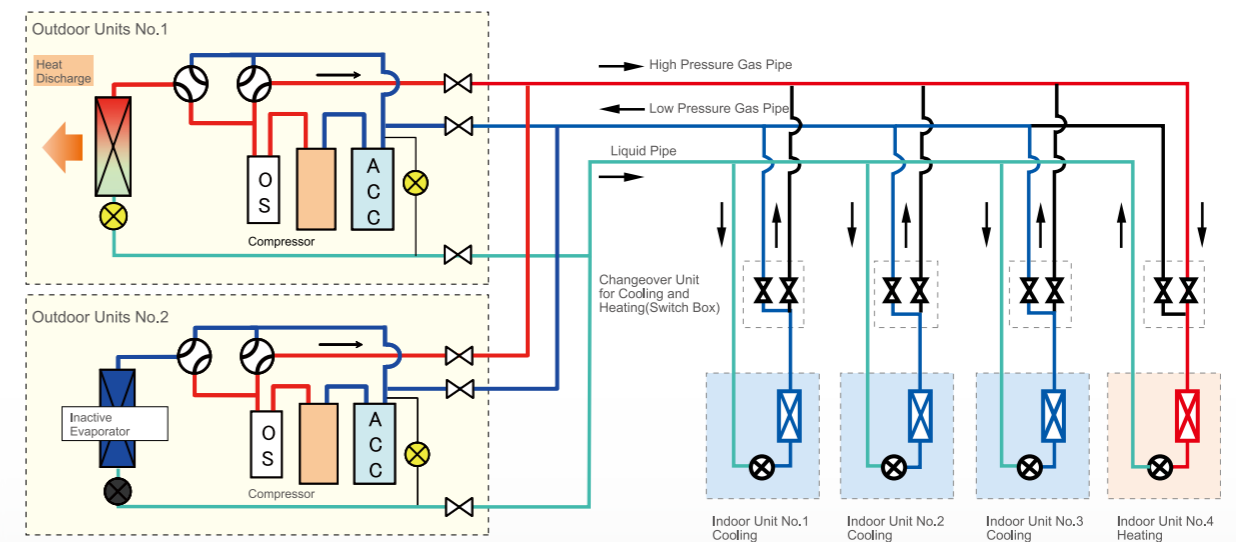 Outdoor Units No.1
Heat
Discharge
O
S
A
C
C
Compressor
High Pressure Gas Pipe
Low Pressure Gas Pipe
Liquid Pipe
Changeover Unit
for Cooling and
Heating(Switch Box)
Outdoor Units No.2
Inactive
Evaporator
O
S
A
C
C
Compressor
Indoor Unit No.1
Cooling
Indoor Unit No.2
Cooling
Indoor Unit No.3
Cooling
Indoor Unit No.4
Heating